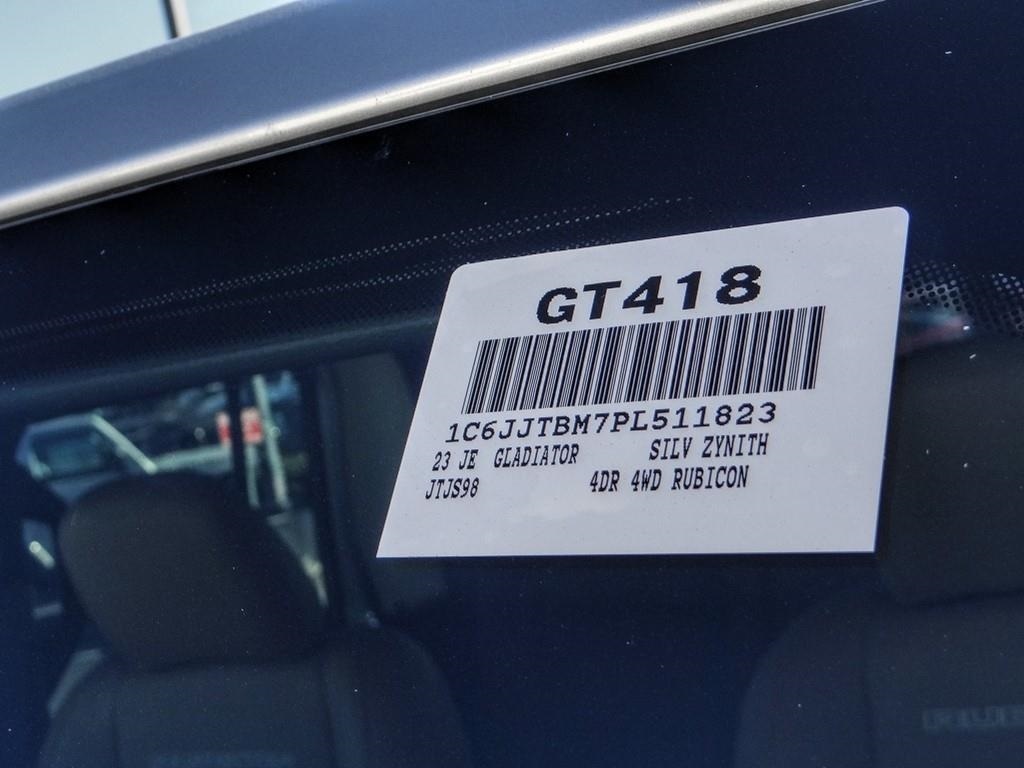 GT418
1C6JJTBM7PL511823
23 JE GLADIATOR SILV ZYNITH
JTJS98 4DR 4WD RUBICON